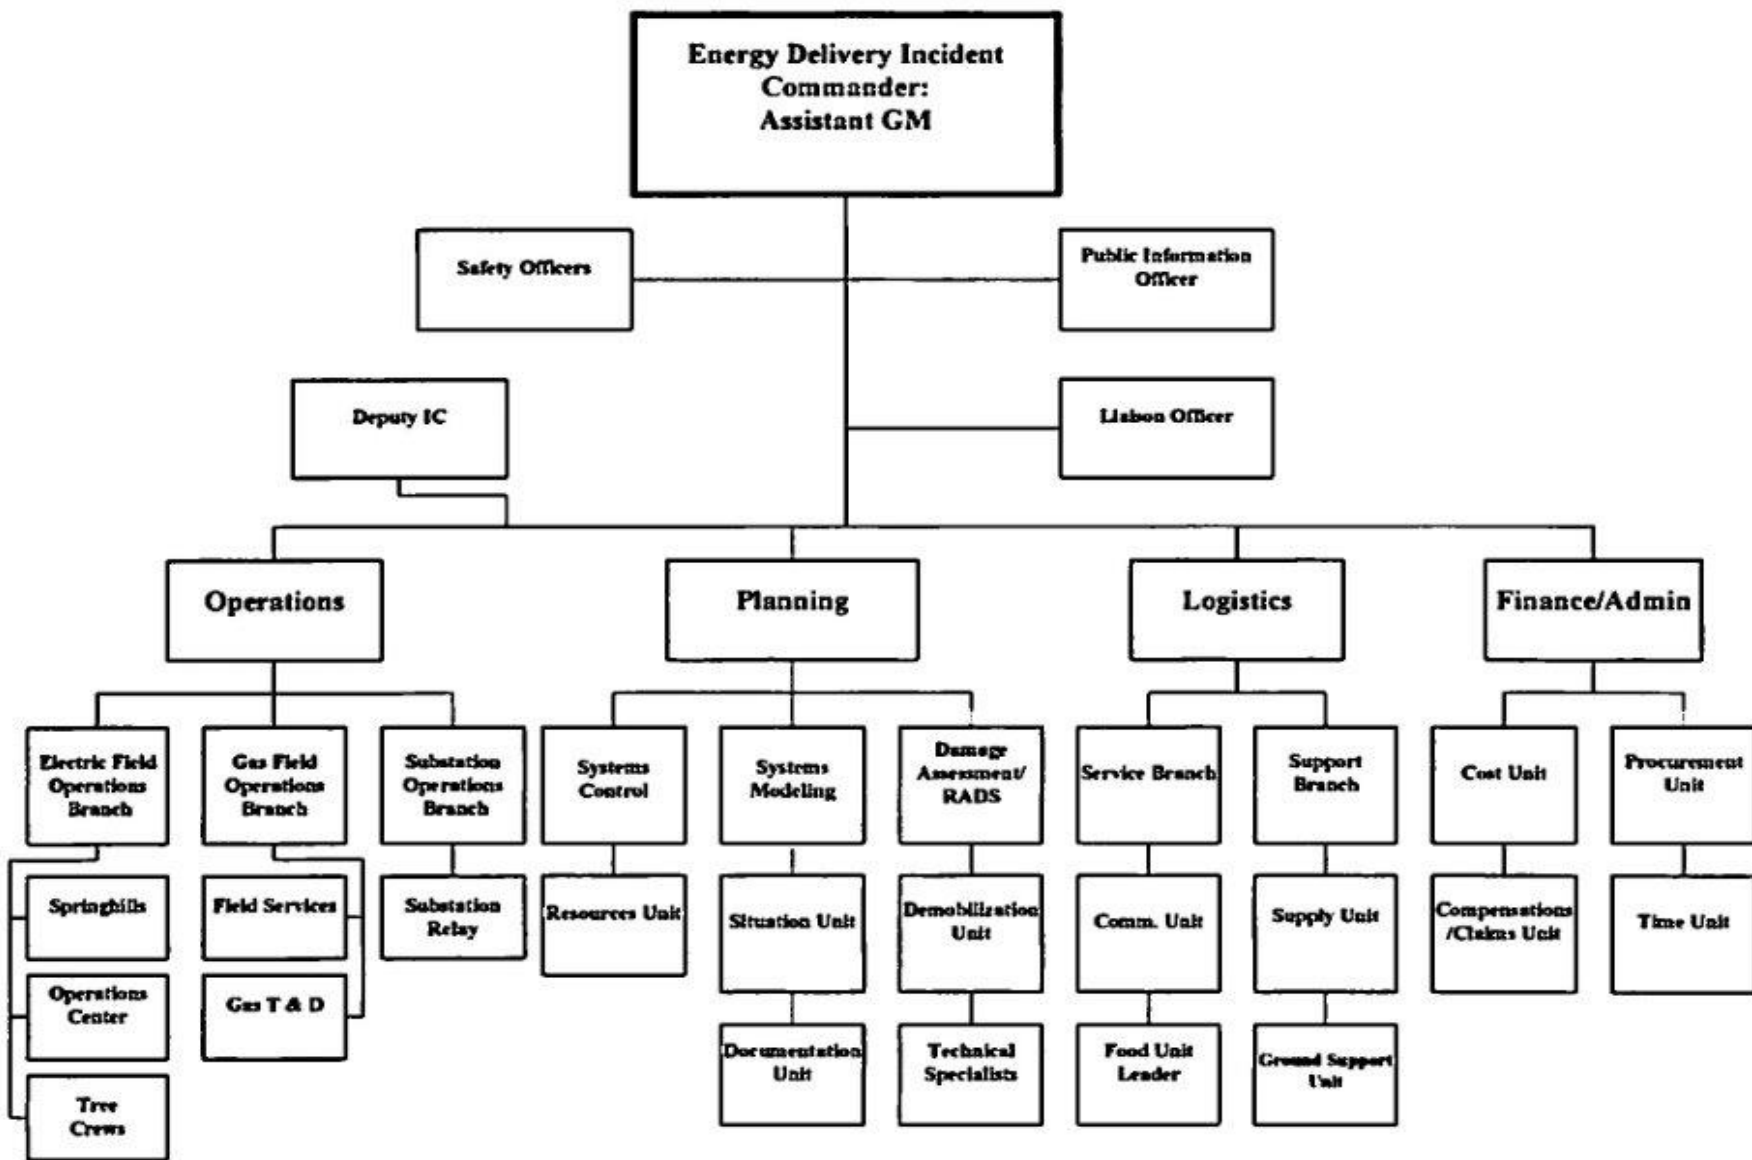 Energy Delivery Incident
Commander:
Assistant GM
Safety Officers
Public Information
Officer
Deputy IC
Liaison Officer
Operations
Planning
Logistics
Finance/Admin
Electric Field
Operations
Branch
Gas Field
Operations
Branch
Substation
Operations
Branch
Systems
Control
Systems
Modeling
Damage
Assessment/
RADS
Service Branch
Support
Branch
Cost Unit
Procurement
Unit
Springhills
Field Services
Substation
Relay
Resources Unit
Situation Unit
Demobilization
Unit
Comm. Unit
Supply Unit
Compensations
/Claims Unit
Time Unit
Operations
Center
Gas T & D
Documentation
Unit
Technical
Specialists
Food Unit
Leader
Ground Support
Unit
Tree
Crews